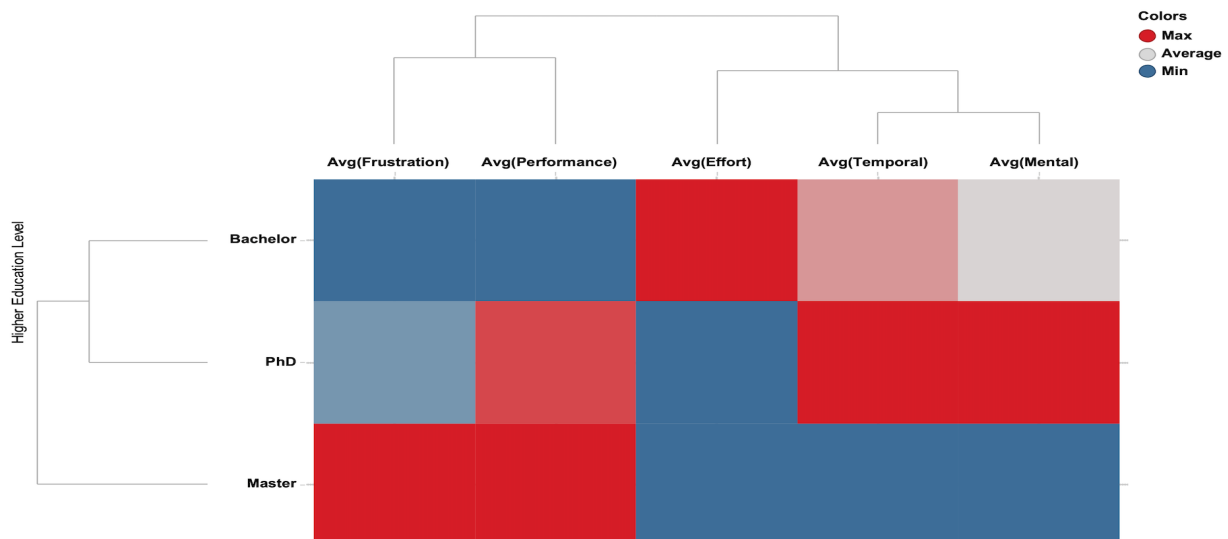 Colors
Max
Average
Min
Avg(Frustration) Avg(Performance) Avg(Effort) Avg(Temporal) Avg(Mental)
Higher Education Level
Bachelor
PhD
Master